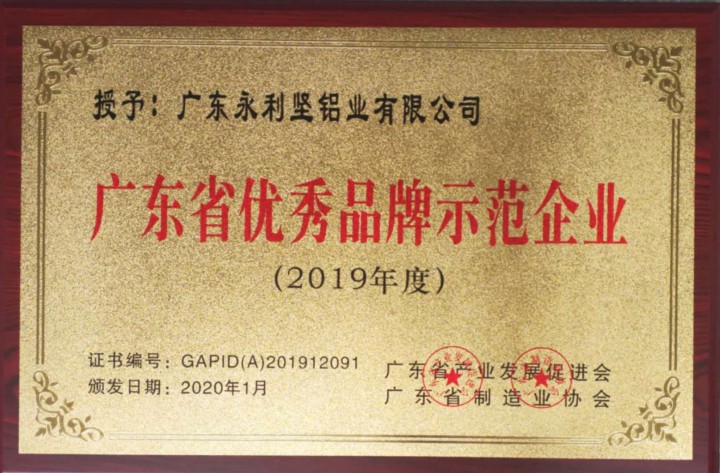 授予：广东永利坚铝业有限公司
广东省优秀品牌示范企业
(2019年度)
证书编号：GAPID(A)201912091
颁发日期：2020年1月
广东省产业发展促进会
广东省制造业协会